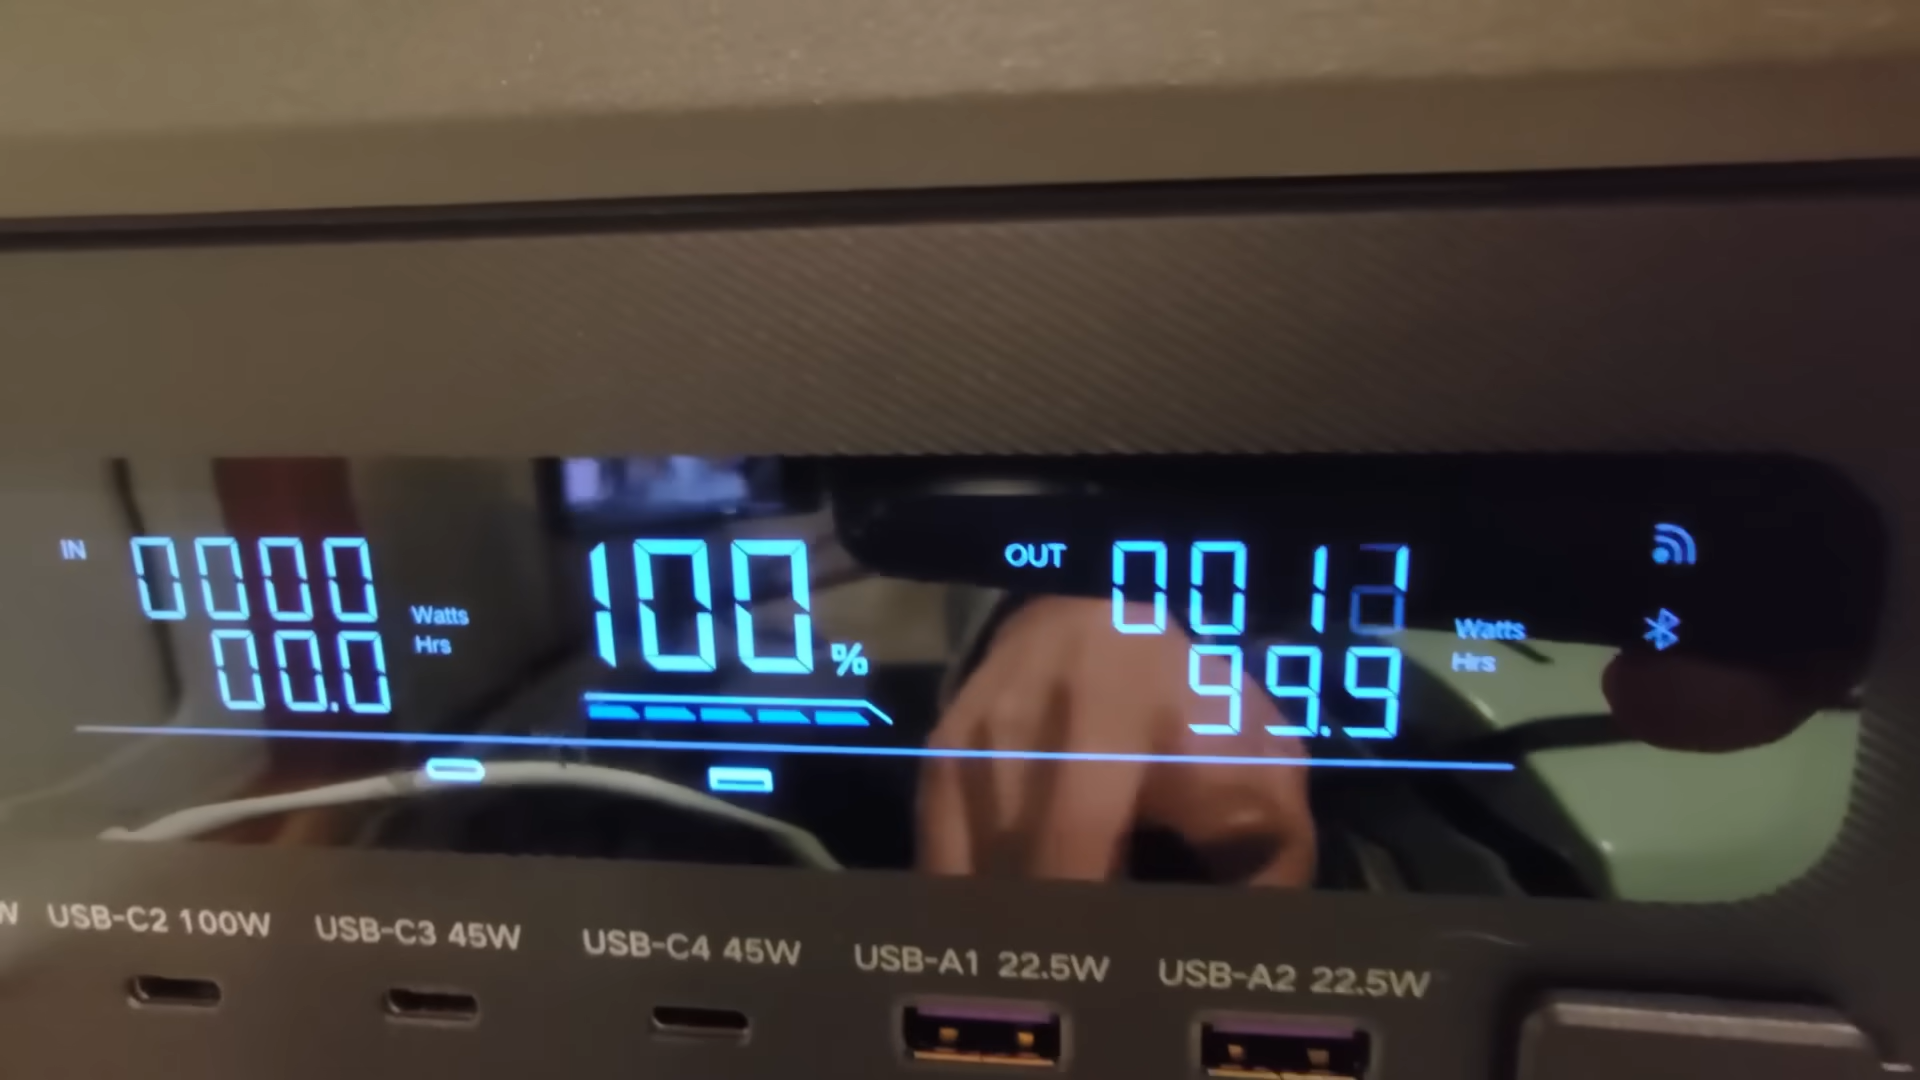 IN 0000 Watts
00.0 Hrs
100%
OUT 001 Watts
99.9 Hrs
W USB-C2 100W USB-C3 45W USB-C4 45W USB-A1 22.5W USB-A2 22.5W